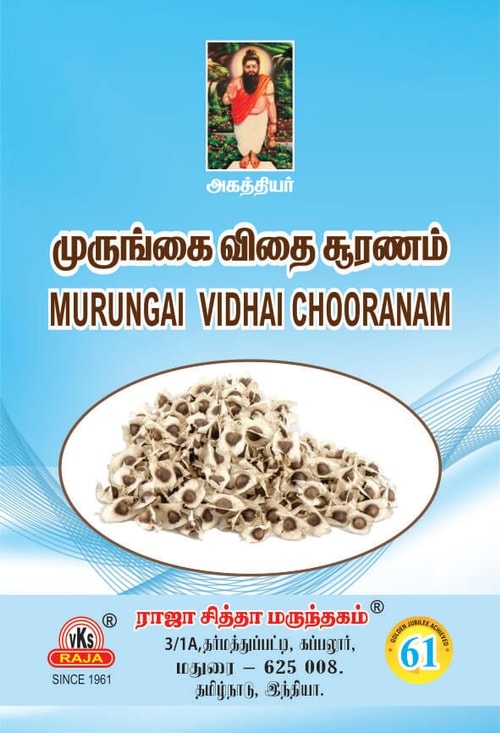 அகத்தியர்
முருங்கை விதை சூரணம்
MURUNGAI VIDHAI CHOORANAM
VKS
RAJA
®
SINCE 1961
ராஜா சித்தா மருந்தகம்®
3/1A,தர்மத்துப்பட்டி, கப்பலூர்,
மதுரை – 625 008.
தமிழ்நாடு, இந்தியா.
GOLDEN JUBILEE ACHIEVED
61